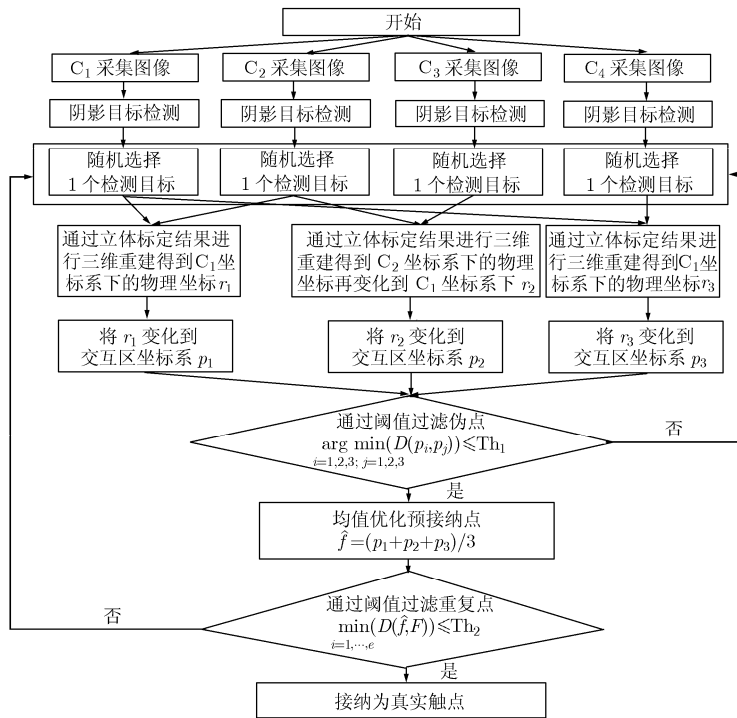 开始
C₁ 采集图像
C₂ 采集图像
C₃ 采集图像
C₄ 采集图像
阴影目标检测
阴影目标检测
阴影目标检测
阴影目标检测
随机选择
1 个检测目标
随机选择
1 个检测目标
随机选择
1 个检测目标
随机选择
1 个检测目标
通过立体标定结果进
行三维重建得到C₁坐
标系下的物理坐标r₁
通过立体标定结果进行三维
重建得到 C₂ 坐标系下的物理
坐标再变化到 C₁ 坐标系下 r₂
通过立体标定结果进
行三维重建得到C₁坐
标系下的物理坐标r₃
将 r₁ 变化到
交互区坐标系 p₁
将 r₂ 变化到
交互区坐标系 p₂
将 r₃ 变化到
交互区坐标系 p₃
通过阈值过滤伪点
arg min(D(pᵢ,pⱼ))≤Th₁
i=1,2,3; j=1,2,3
否
是
均值优化预接纳点
f̂=(p₁+p₂+p₃)/3
通过阈值过滤重复点
min(D(f̂,F))≤Th₂
i=1,⋯,e
否
是
接纳为真实触点